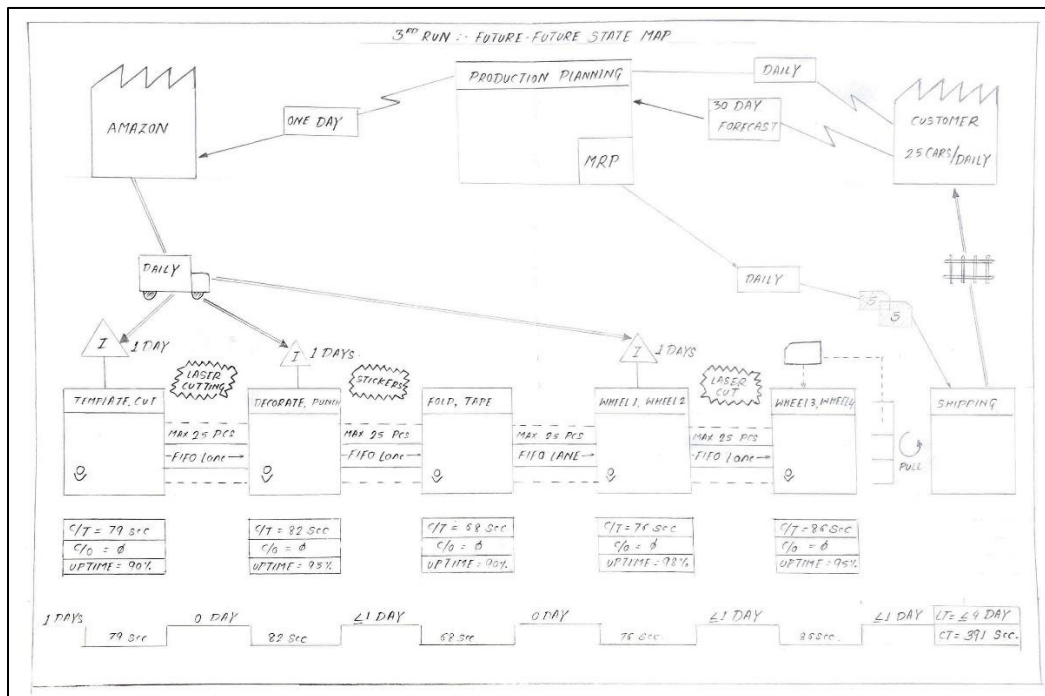 3RD RUN :- FUTURE-FUTURE STATE MAP
AMAZON
ONE DAY
PRODUCTION PLANNING
MRP
DAILY
30 DAY
FORECAST
CUSTOMER
25 CARS/DAILY
DAILY
DAILY
5
5
I 1 DAY
I 1 DAYS
I 1 DAYS
LASER
CUTTING
STICKERS
LASER
CUT
TEMPLATE, CUT
DECORATE, PUNCH
FOLD, TAPE
WHEEL 1, WHEEL 2
WHEEL 3, WHEEL 4
SHIPPING
MAX 25 PCS
FIFO Lane →
MAX 25 PCS
FIFO Lane →
MAX 25 PCS
FIFO LANE →
MAX 25 PCS
FIFO Lane →
PULL
C/T = 79 Sec
C/O = ϕ
UPTIME = 90%
C/T = 82 Sec
C/O = ϕ
UPTIME = 95%
C/T = 68 Sec
C/O = ϕ
UPTIME = 90%
C/T = 76 Sec
C/O = ϕ
UPTIME = 98%
C/T = 86 Sec
C/O = ϕ
UPTIME = 95%
1 DAYS
79 Sec
0 DAY
82 Sec
≤1 DAY
68 Sec
0 DAY
76 Sec
≤1 DAY
86 Sec.
≤1 DAY
LT = ≤ 4 DAY
CT = 391 Sec.